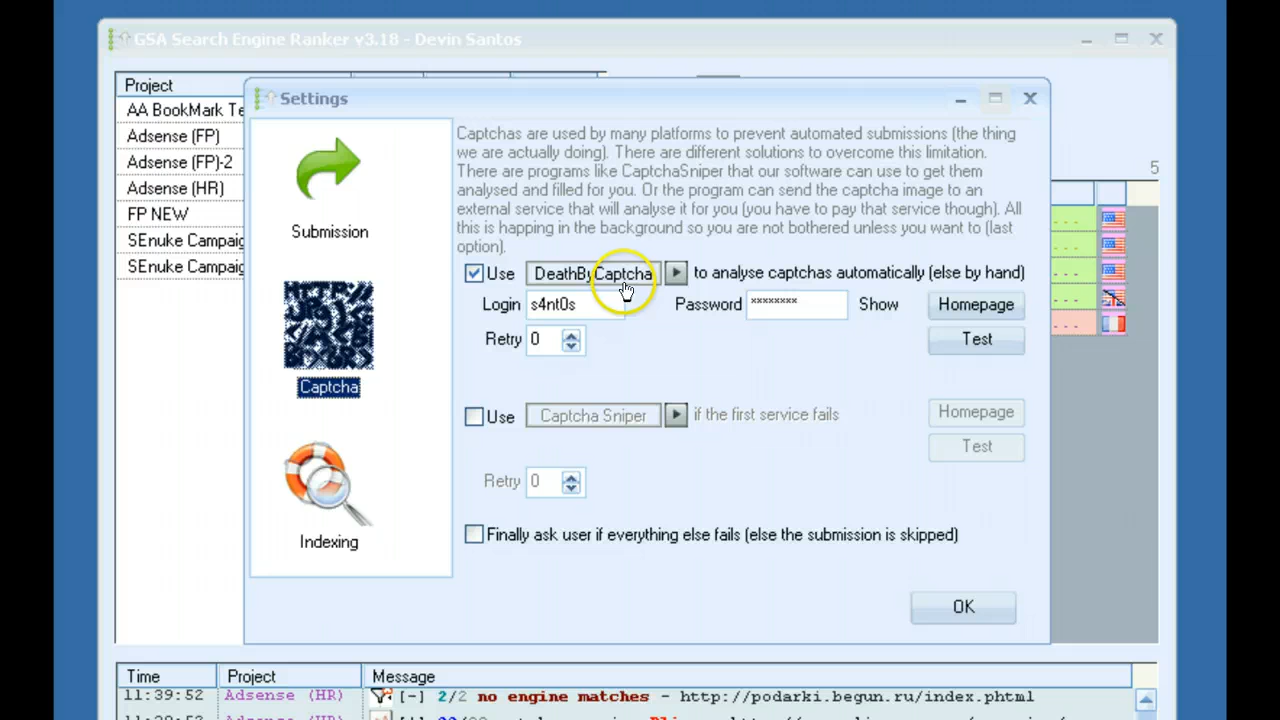 GSA Search Engine Ranker v3.18 - Devin Santos
Project
AA BookMark Te
Adsense (FP)
Adsense (FP)-2
Adsense (HR)
FP NEW
SEnuke Campaig
SEnuke Campaig
5
Settings
Submission
Captcha
Indexing
Captchas are used by many platforms to prevent automated submissions (the thing
we are actually doing). There are different solutions to overcome this limitation.
There are programs like CaptchaSniper that our software can use to get them
analysed and filled for you. Or the program can send the captcha image to an
external service that will analyse it for you (you have to pay that service though). All
this is happing in the background so you are not bothered unless you want to (last
option).
Use DeathByCaptcha to analyse captchas automatically (else by hand)
Login s4nt0s Password ******** Show Homepage
Retry 0 Test
Use Captcha Sniper if the first service fails Homepage
Test
Retry 0
Finally ask user if everything else fails (else the submission is skipped)
OK
Time Project Message
11:39:52 Adsense (HR) [-] 2/2 no engine matches - http://podarki.begun.ru/index.phtml